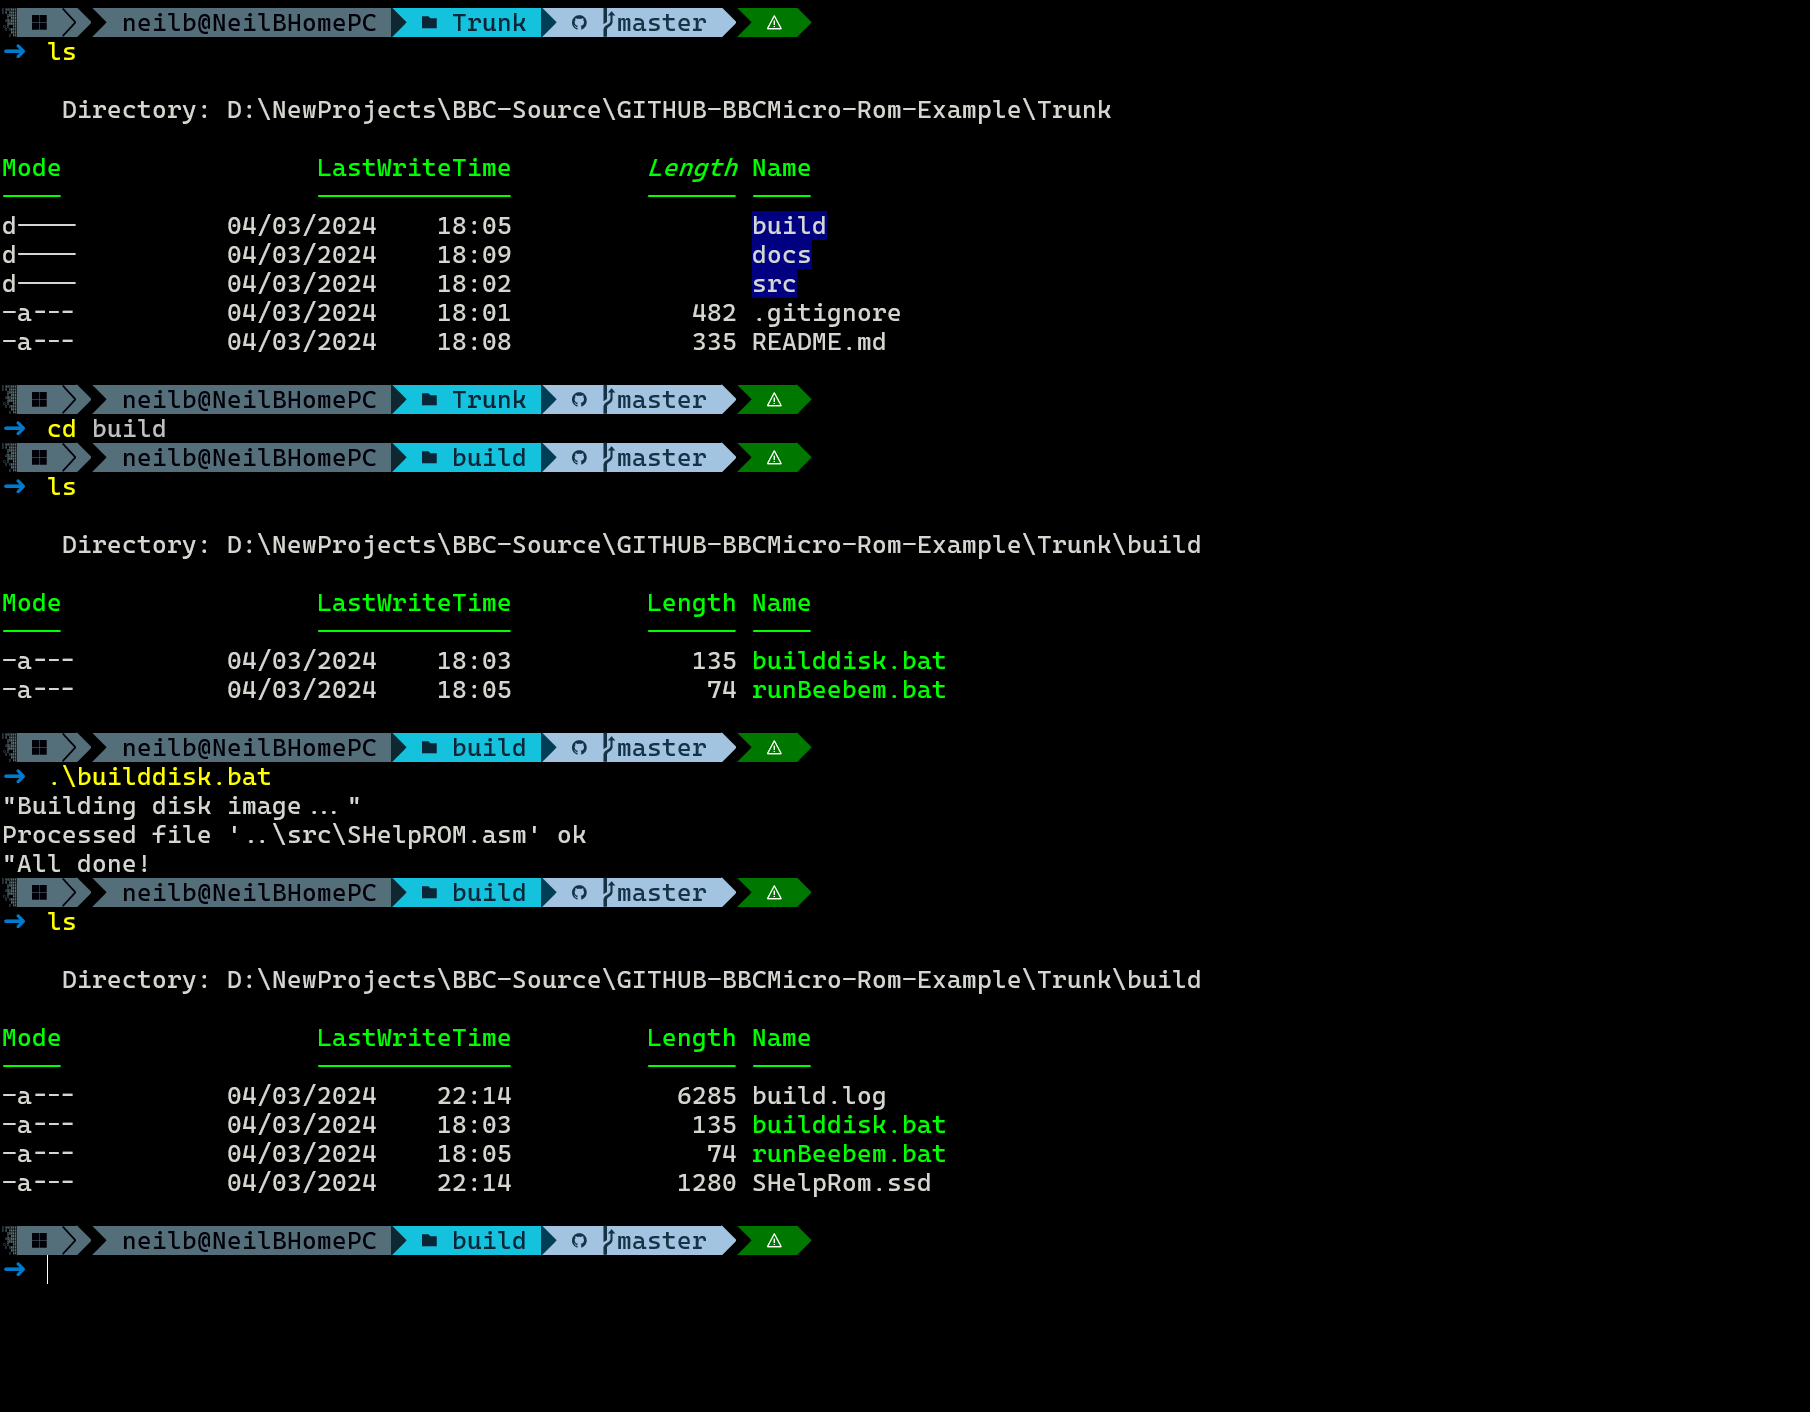 neilb@NeilBHomePC Trunk master
ls
Directory: D:\NewProjects\BBC-Source\GITHUB-BBCMicro-Rom-Example\Trunk
Mode LastWriteTime Length Name
---- ------------- ------ ----
d---- 04/03/2024 18:05 build
d---- 04/03/2024 18:09 docs
d---- 04/03/2024 18:02 src
-a--- 04/03/2024 18:01 482 .gitignore
-a--- 04/03/2024 18:08 335 README.md
neilb@NeilBHomePC Trunk master
cd build
neilb@NeilBHomePC build master
ls
Directory: D:\NewProjects\BBC-Source\GITHUB-BBCMicro-Rom-Example\Trunk\build
Mode LastWriteTime Length Name
---- ------------- ------ ----
-a--- 04/03/2024 18:03 135 builddisk.bat
-a--- 04/03/2024 18:05 74 runBeebem.bat
neilb@NeilBHomePC build master
.\builddisk.bat
"Building disk image..."
Processed file '..\src\SHelpROM.asm' ok
"All done!
neilb@NeilBHomePC build master
ls
Directory: D:\NewProjects\BBC-Source\GITHUB-BBCMicro-Rom-Example\Trunk\build
Mode LastWriteTime Length Name
---- ------------- ------ ----
-a--- 04/03/2024 22:14 6285 build.log
-a--- 04/03/2024 18:03 135 builddisk.bat
-a--- 04/03/2024 18:05 74 runBeebem.bat
-a--- 04/03/2024 22:14 1280 SHelpRom.ssd
neilb@NeilBHomePC build master